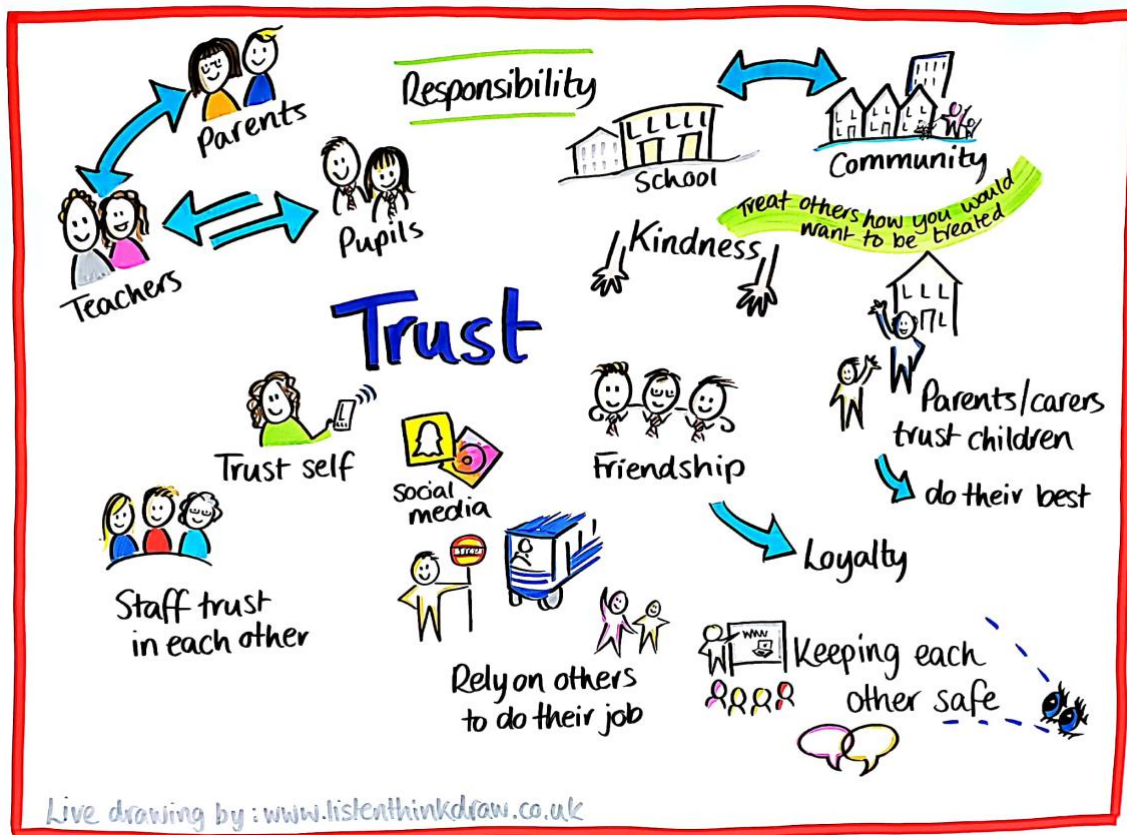 Responsibility
Parents
School
Community
Treat others how you would
want to be treated
Kindness
Pupils
Teachers
Trust
Parents/carers
trust children
do their best
Trust self
Social
media
Friendship
Loyalty
STOP
Staff trust
in each other
Rely on others
to do their job
www
Keeping each
other safe
Live drawing by: www.listenthinkdraw.co.uk